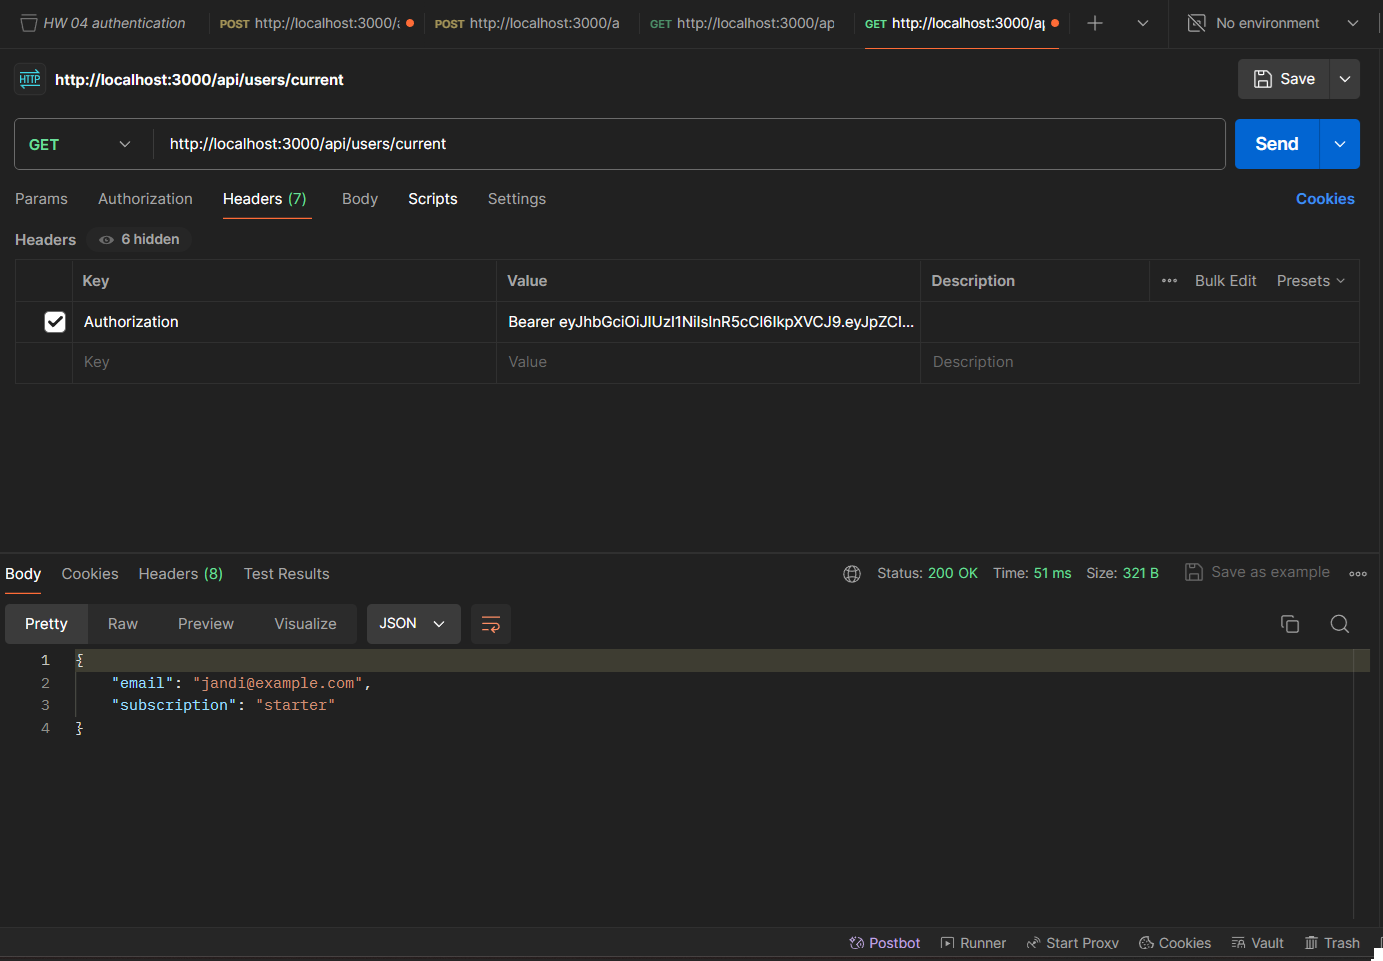 HW 04 authentication POST http://localhost:3000/a POST http://localhost:3000/a GET http://localhost:3000/ap GET http://localhost:3000/ap No environment
HTTP http://localhost:3000/api/users/current Save
GET http://localhost:3000/api/users/current Send
Params Authorization Headers (7) Body Scripts Settings Cookies
Headers 6 hidden
Key Value Description Bulk Edit Presets
Authorization Bearer eyJhbGciOiJIUzI1NiIsInR5cCI6IkpXVCJ9.eyJpZCI...
Key Value Description
Body Cookies Headers (8) Test Results Status: 200 OK Time: 51 ms Size: 321 B Save as example
Pretty Raw Preview Visualize JSON
1 {
2 "email": "jandi@example.com",
3 "subscription": "starter"
4 }
Postbot Runner Start Proxy Cookies Vault Trash